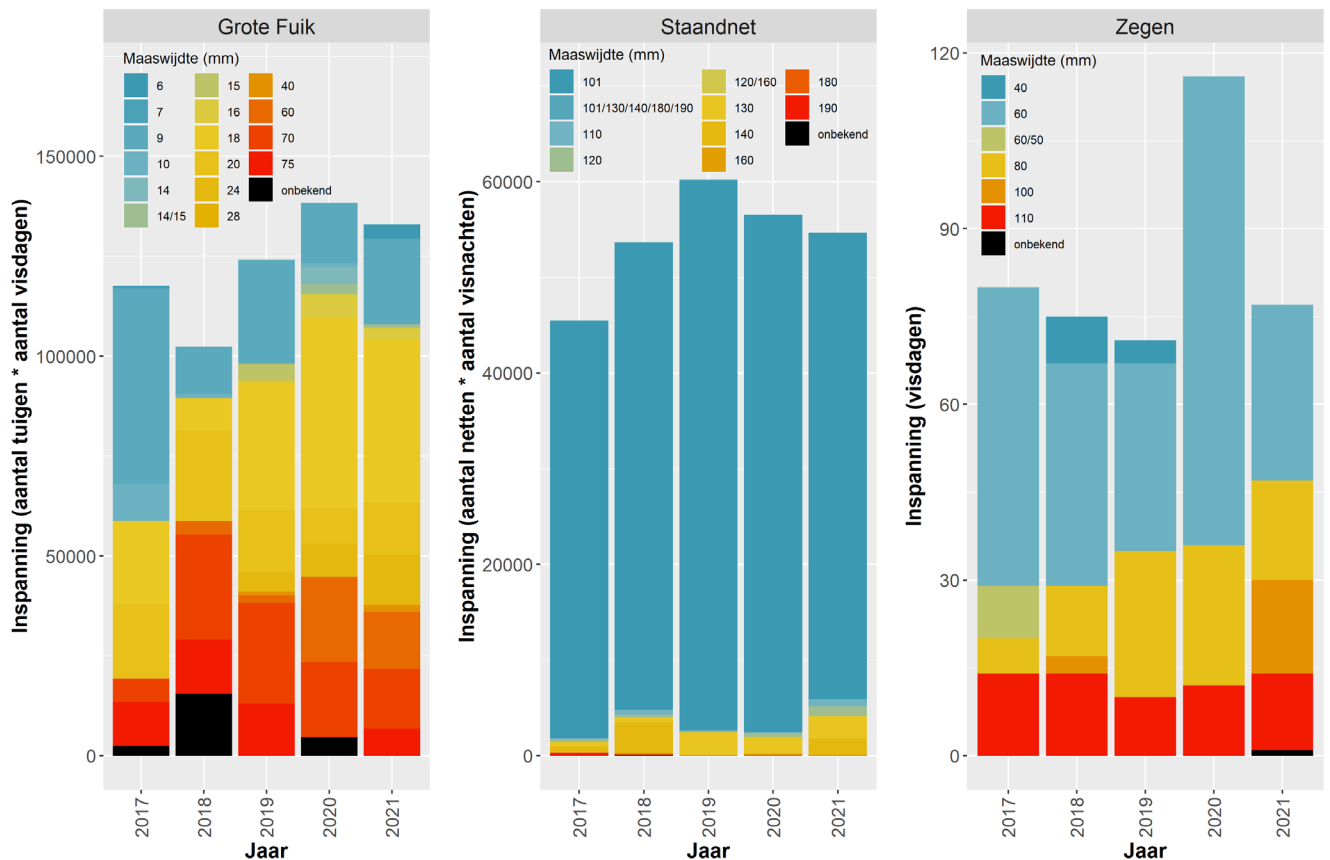 Grote Fuik
Maaswijdte (mm)
6 15 40
7 16 60
9 18 70
10 20 75
14 24 onbekend
14/15 28
150000
100000
50000
0
Inspanning (aantal tuigen * aantal visdagen)
2017 2018 2019 2020 2021
Jaar
Staandnet
Maaswijdte (mm)
101 120/160 180
101/130/140/180/190 130 190
110 140 onbekend
120 160
60000
40000
20000
0
Inspanning (aantal netten * aantal visnachten)
2017 2018 2019 2020 2021
Jaar
Zegen
Maaswijdte (mm)
40
60
60/50
80
100
110
onbekend
120
90
60
30
0
Inspanning (visdagen)
2017 2018 2019 2020 2021
Jaar